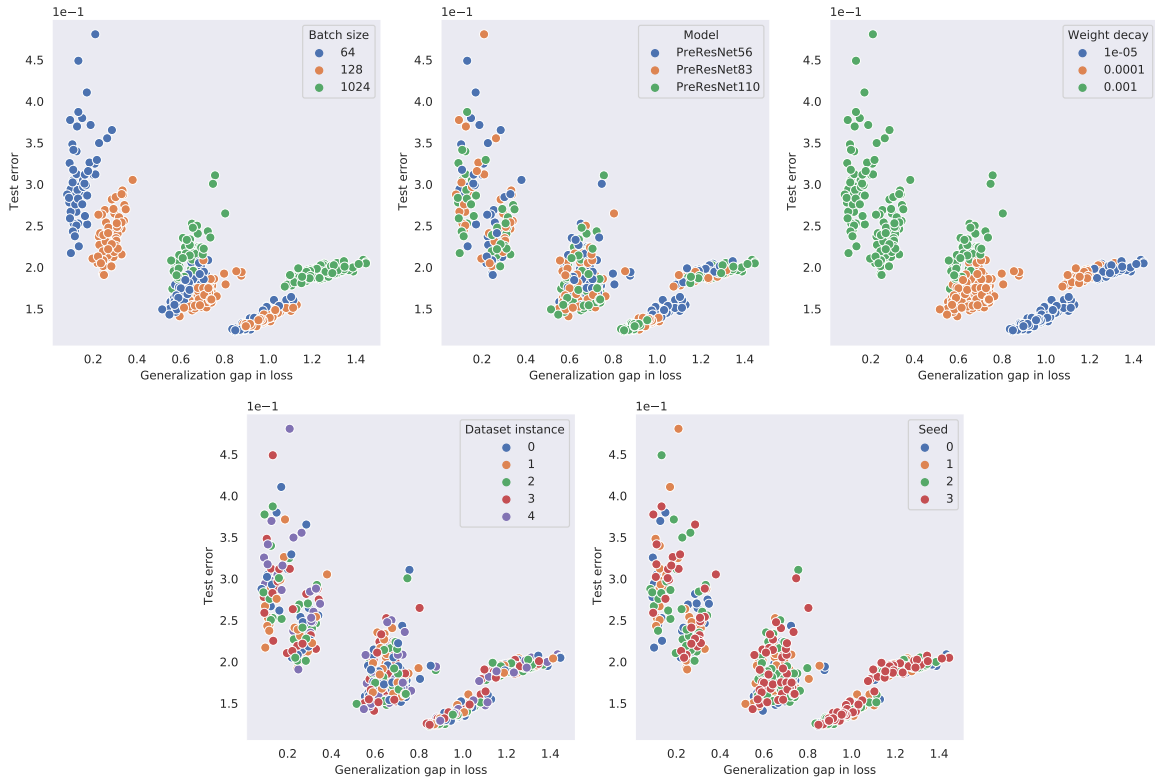 1e−1
Batch size
64
128
1024
4.5
4.0
3.5
3.0
2.5
2.0
1.5
Test error
0.2 0.4 0.6 0.8 1.0 1.2 1.4
Generalization gap in loss
1e−1
Model
PreResNet56
PreResNet83
PreResNet110
4.5
4.0
3.5
3.0
2.5
2.0
1.5
Test error
0.2 0.4 0.6 0.8 1.0 1.2 1.4
Generalization gap in loss
1e−1
Weight decay
1e-05
0.0001
0.001
4.5
4.0
3.5
3.0
2.5
2.0
1.5
Test error
0.2 0.4 0.6 0.8 1.0 1.2 1.4
Generalization gap in loss
1e−1
Dataset instance
0
1
2
3
4
4.5
4.0
3.5
3.0
2.5
2.0
1.5
Test error
0.2 0.4 0.6 0.8 1.0 1.2 1.4
Generalization gap in loss
1e−1
Seed
0
1
2
3
4.5
4.0
3.5
3.0
2.5
2.0
1.5
Test error
0.2 0.4 0.6 0.8 1.0 1.2 1.4
Generalization gap in loss